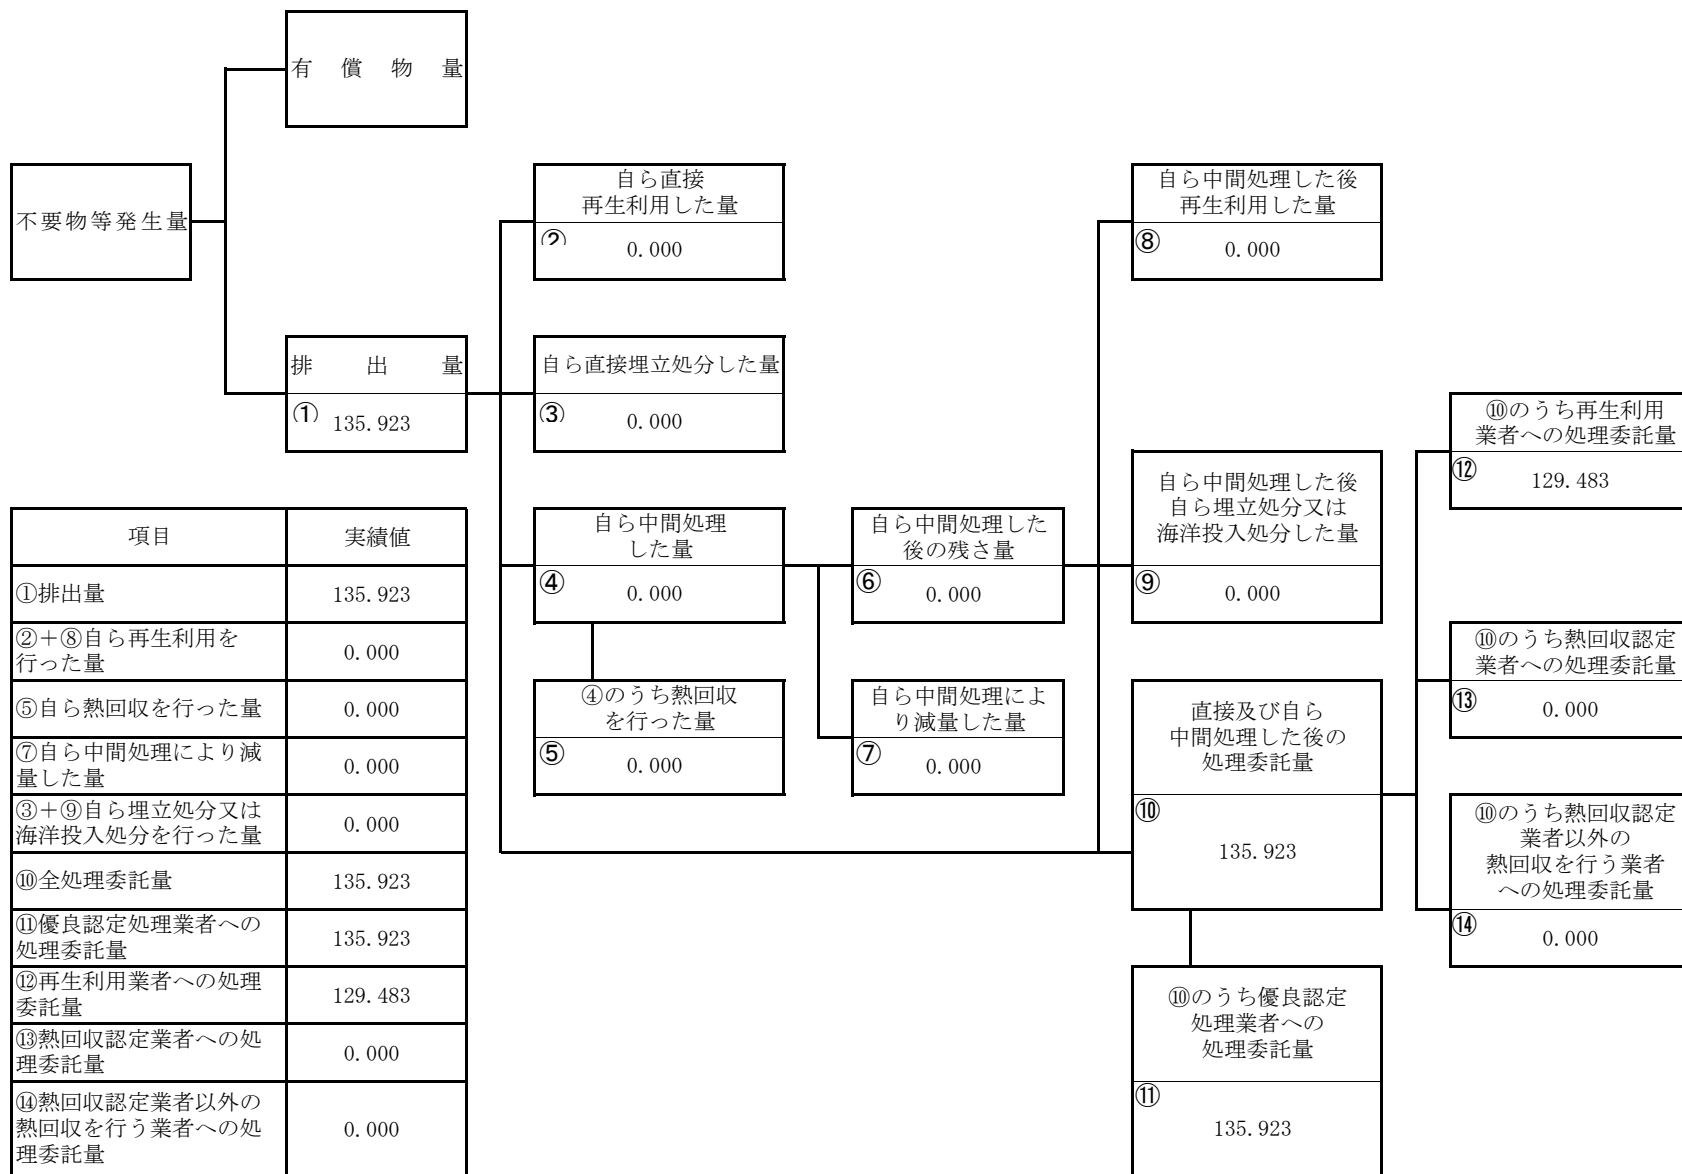 有償物量
不要物等発生量
排出量
① 135.923
自ら直接
再生利用した量
② 0.000
自ら直接埋立処分した量
③ 0.000
自ら中間処理
した量
④ 0.000
④のうち熱回収
を行った量
⑤ 0.000
自ら中間処理した
後の残さ量
⑥ 0.000
自ら中間処理によ
り減量した量
⑦ 0.000
自ら中間処理した後
再生利用した量
⑧ 0.000
自ら中間処理した後
自ら埋立処分又は
海洋投入処分した量
⑨ 0.000
直接及び自ら
中間処理した後の
処理委託量
⑩
135.923
⑩のうち優良認定
処理業者への
処理委託量
⑪
135.923
⑩のうち再生利用
業者への処理委託量
⑫ 129.483
⑩のうち熱回収認定
業者への処理委託量
⑬ 0.000
⑩のうち熱回収認定
業者以外の
熱回収を行う業者
への処理委託量
⑭ 0.000
項目 実績値
①排出量 135.923
②＋⑧自ら再生利用を
行った量 0.000
⑤自ら熱回収を行った量 0.000
⑦自ら中間処理により減
量した量 0.000
③＋⑨自ら埋立処分又は
海洋投入処分を行った量 0.000
⑩全処理委託量 135.923
⑪優良認定処理業者への
処理委託量 135.923
⑫再生利用業者への処理
委託量 129.483
⑬熱回収認定業者への処
理委託量 0.000
⑭熱回収認定業者以外の
熱回収を行う業者への処
理委託量 0.000